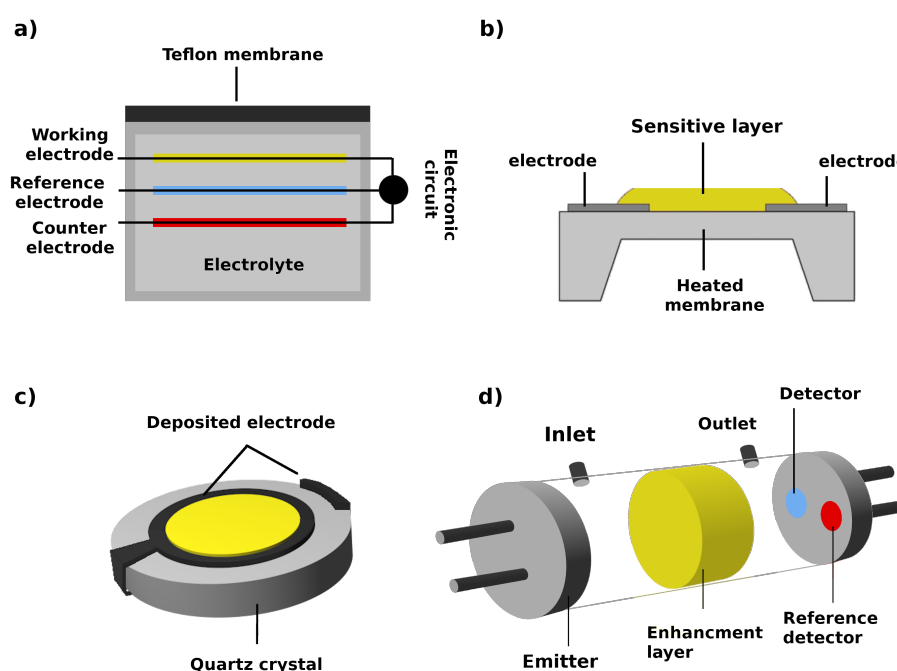 a)
Teflon membrane
Working
electrode
Reference
electrode
Counter
electrode
Electrolyte
Electronic
circuit
b)
Sensitive layer
electrode
electrode
Heated
membrane
c)
Deposited electrode
Quartz crystal
d)
Detector
Outlet
Inlet
Reference
detector
Enhancment
layer
Emitter